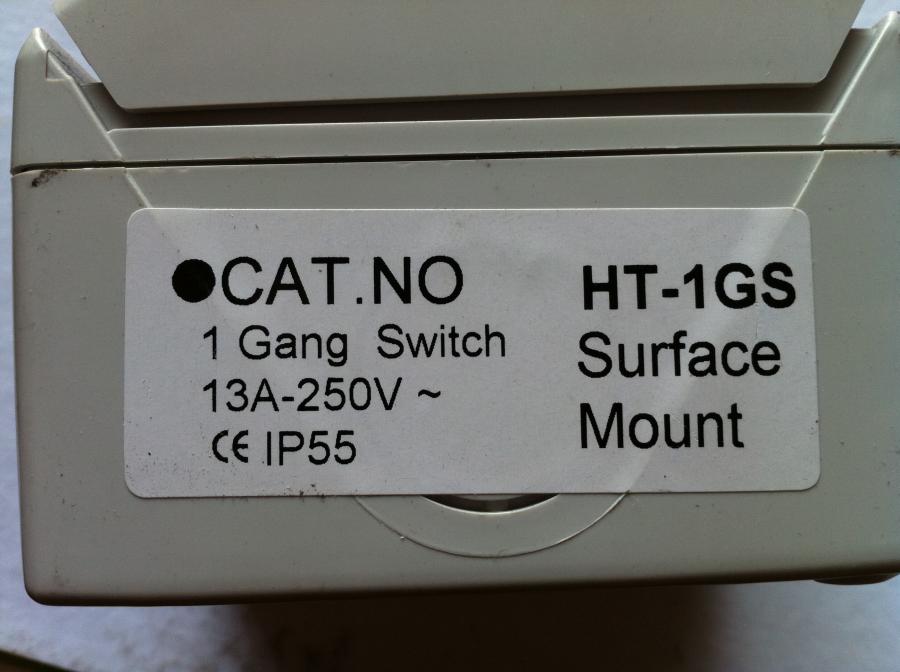 ●CAT.NO
1 Gang Switch
13A-250V ~
CE IP55
HT-1GS
Surface
Mount